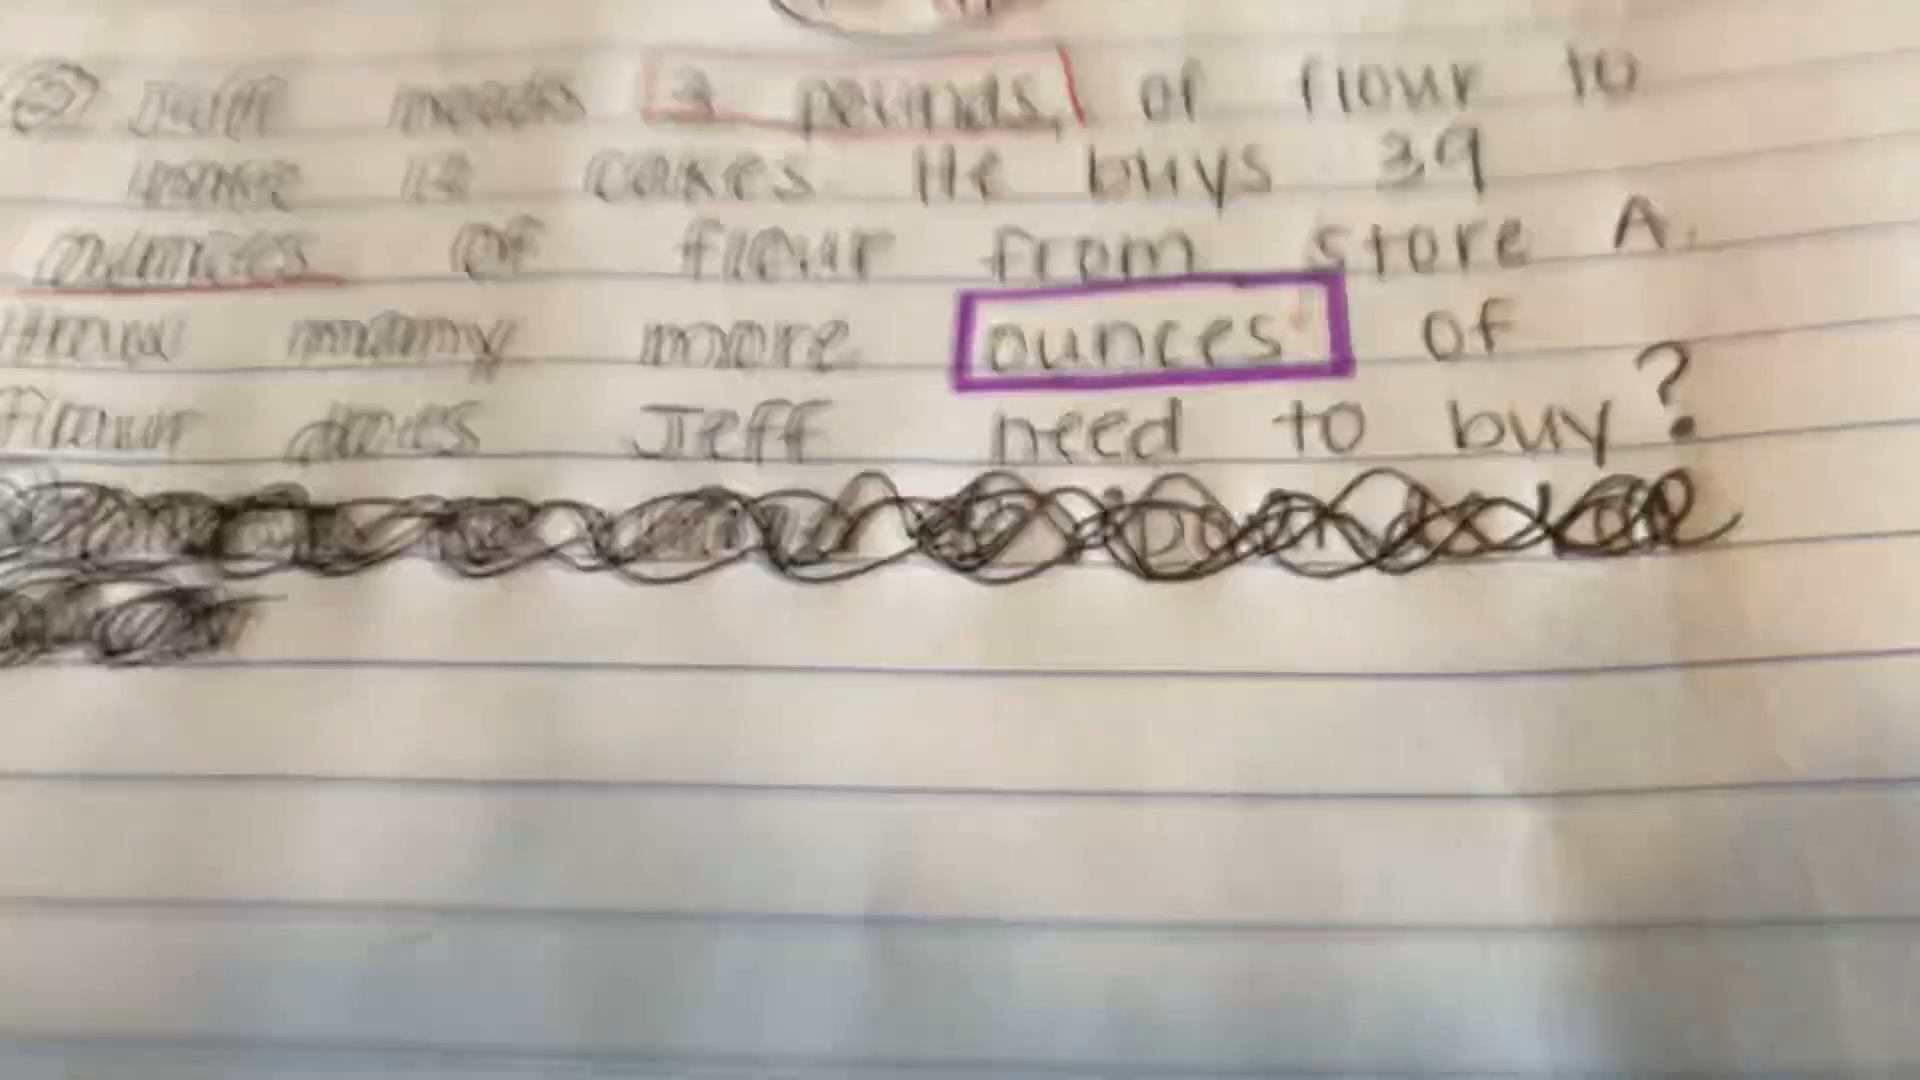 Jeff needs 3 pounds, of flour to
make 12 cakes. He buys 39
ounces of flour from store A.
How many more ounces of
flour does Jeff need to buy?